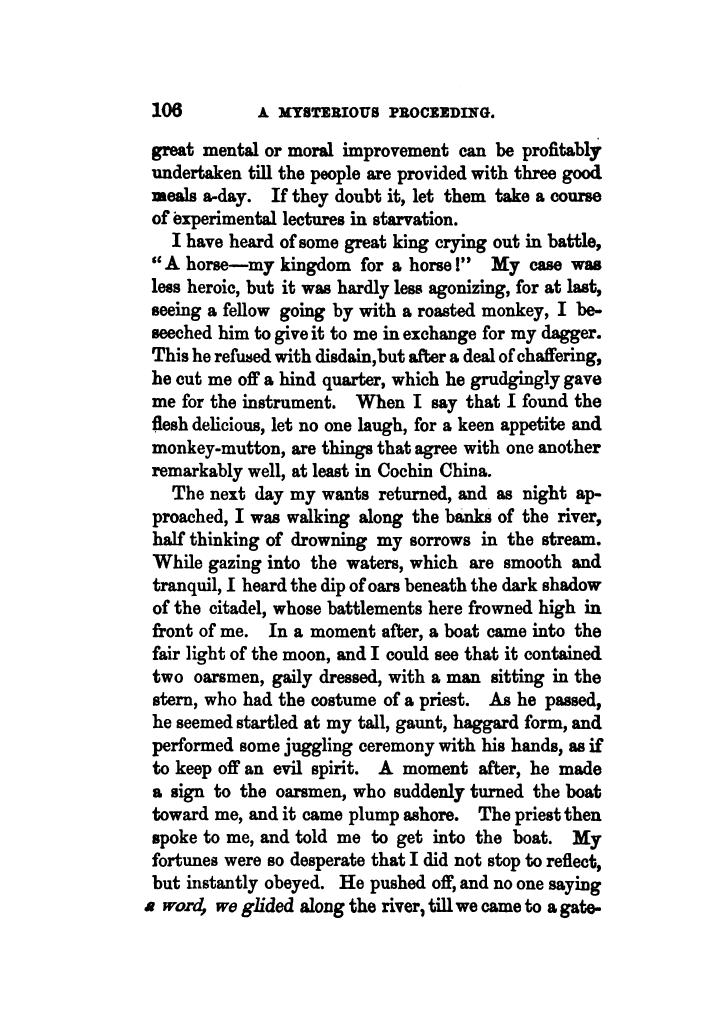 106 A MYSTERIOUS PROCEEDING.
great mental or moral improvement can be profitably
undertaken till the people are provided with three good
meals a-day. If they doubt it, let them take a course
of experimental lectures in starvation.
I have heard of some great king crying out in battle,
“A horse—my kingdom for a horse!” My case was
less heroic, but it was hardly less agonizing, for at last,
seeing a fellow going by with a roasted monkey, I be-
seeched him to give it to me in exchange for my dagger.
This he refused with disdain, but after a deal of chaffering,
he cut me off a hind quarter, which he grudgingly gave
me for the instrument. When I say that I found the
flesh delicious, let no one laugh, for a keen appetite and
monkey-mutton, are things that agree with one another
remarkably well, at least in Cochin China.
The next day my wants returned, and as night ap-
proached, I was walking along the banks of the river,
half thinking of drowning my sorrows in the stream.
While gazing into the waters, which are smooth and
tranquil, I heard the dip of oars beneath the dark shadow
of the citadel, whose battlements here frowned high in
front of me. In a moment after, a boat came into the
fair light of the moon, and I could see that it contained
two oarsmen, gaily dressed, with a man sitting in the
stern, who had the costume of a priest. As he passed,
he seemed startled at my tall, gaunt, haggard form, and
performed some juggling ceremony with his hands, as if
to keep off an evil spirit. A moment after, he made
a sign to the oarsmen, who suddenly turned the boat
toward me, and it came plump ashore. The priest then
spoke to me, and told me to get into the boat. My
fortunes were so desperate that I did not stop to reflect,
but instantly obeyed. He pushed off, and no one saying
a word, we glided along the river, till we came to a gate-